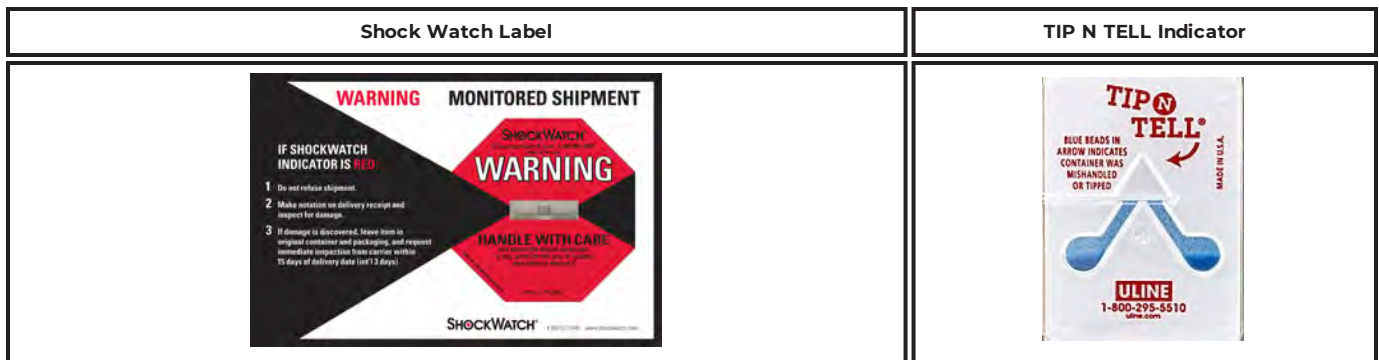 Shock Watch Label
TIP N TELL Indicator
WARNING MONITORED SHIPMENT
IF SHOCKWATCH
INDICATOR IS RED
1 Do not refuse shipment.
2 Make notation on delivery receipt and
inspect for damage.
3 If damage is discovered, leave item in
original container and packaging, and request
immediate inspection from carrier within
15 days of delivery date (int'l 3 days)
SHOCKWATCH
WARNING
HANDLE WITH CARE
SHOCKWATCH
TIP N
TELL®
BLUE BEADS IN
ARROW INDICATES
CONTAINER WAS
MISHANDLED
OR TIPPED
MADE IN U.S.A.
ULINE
1-800-295-5510
uline.com